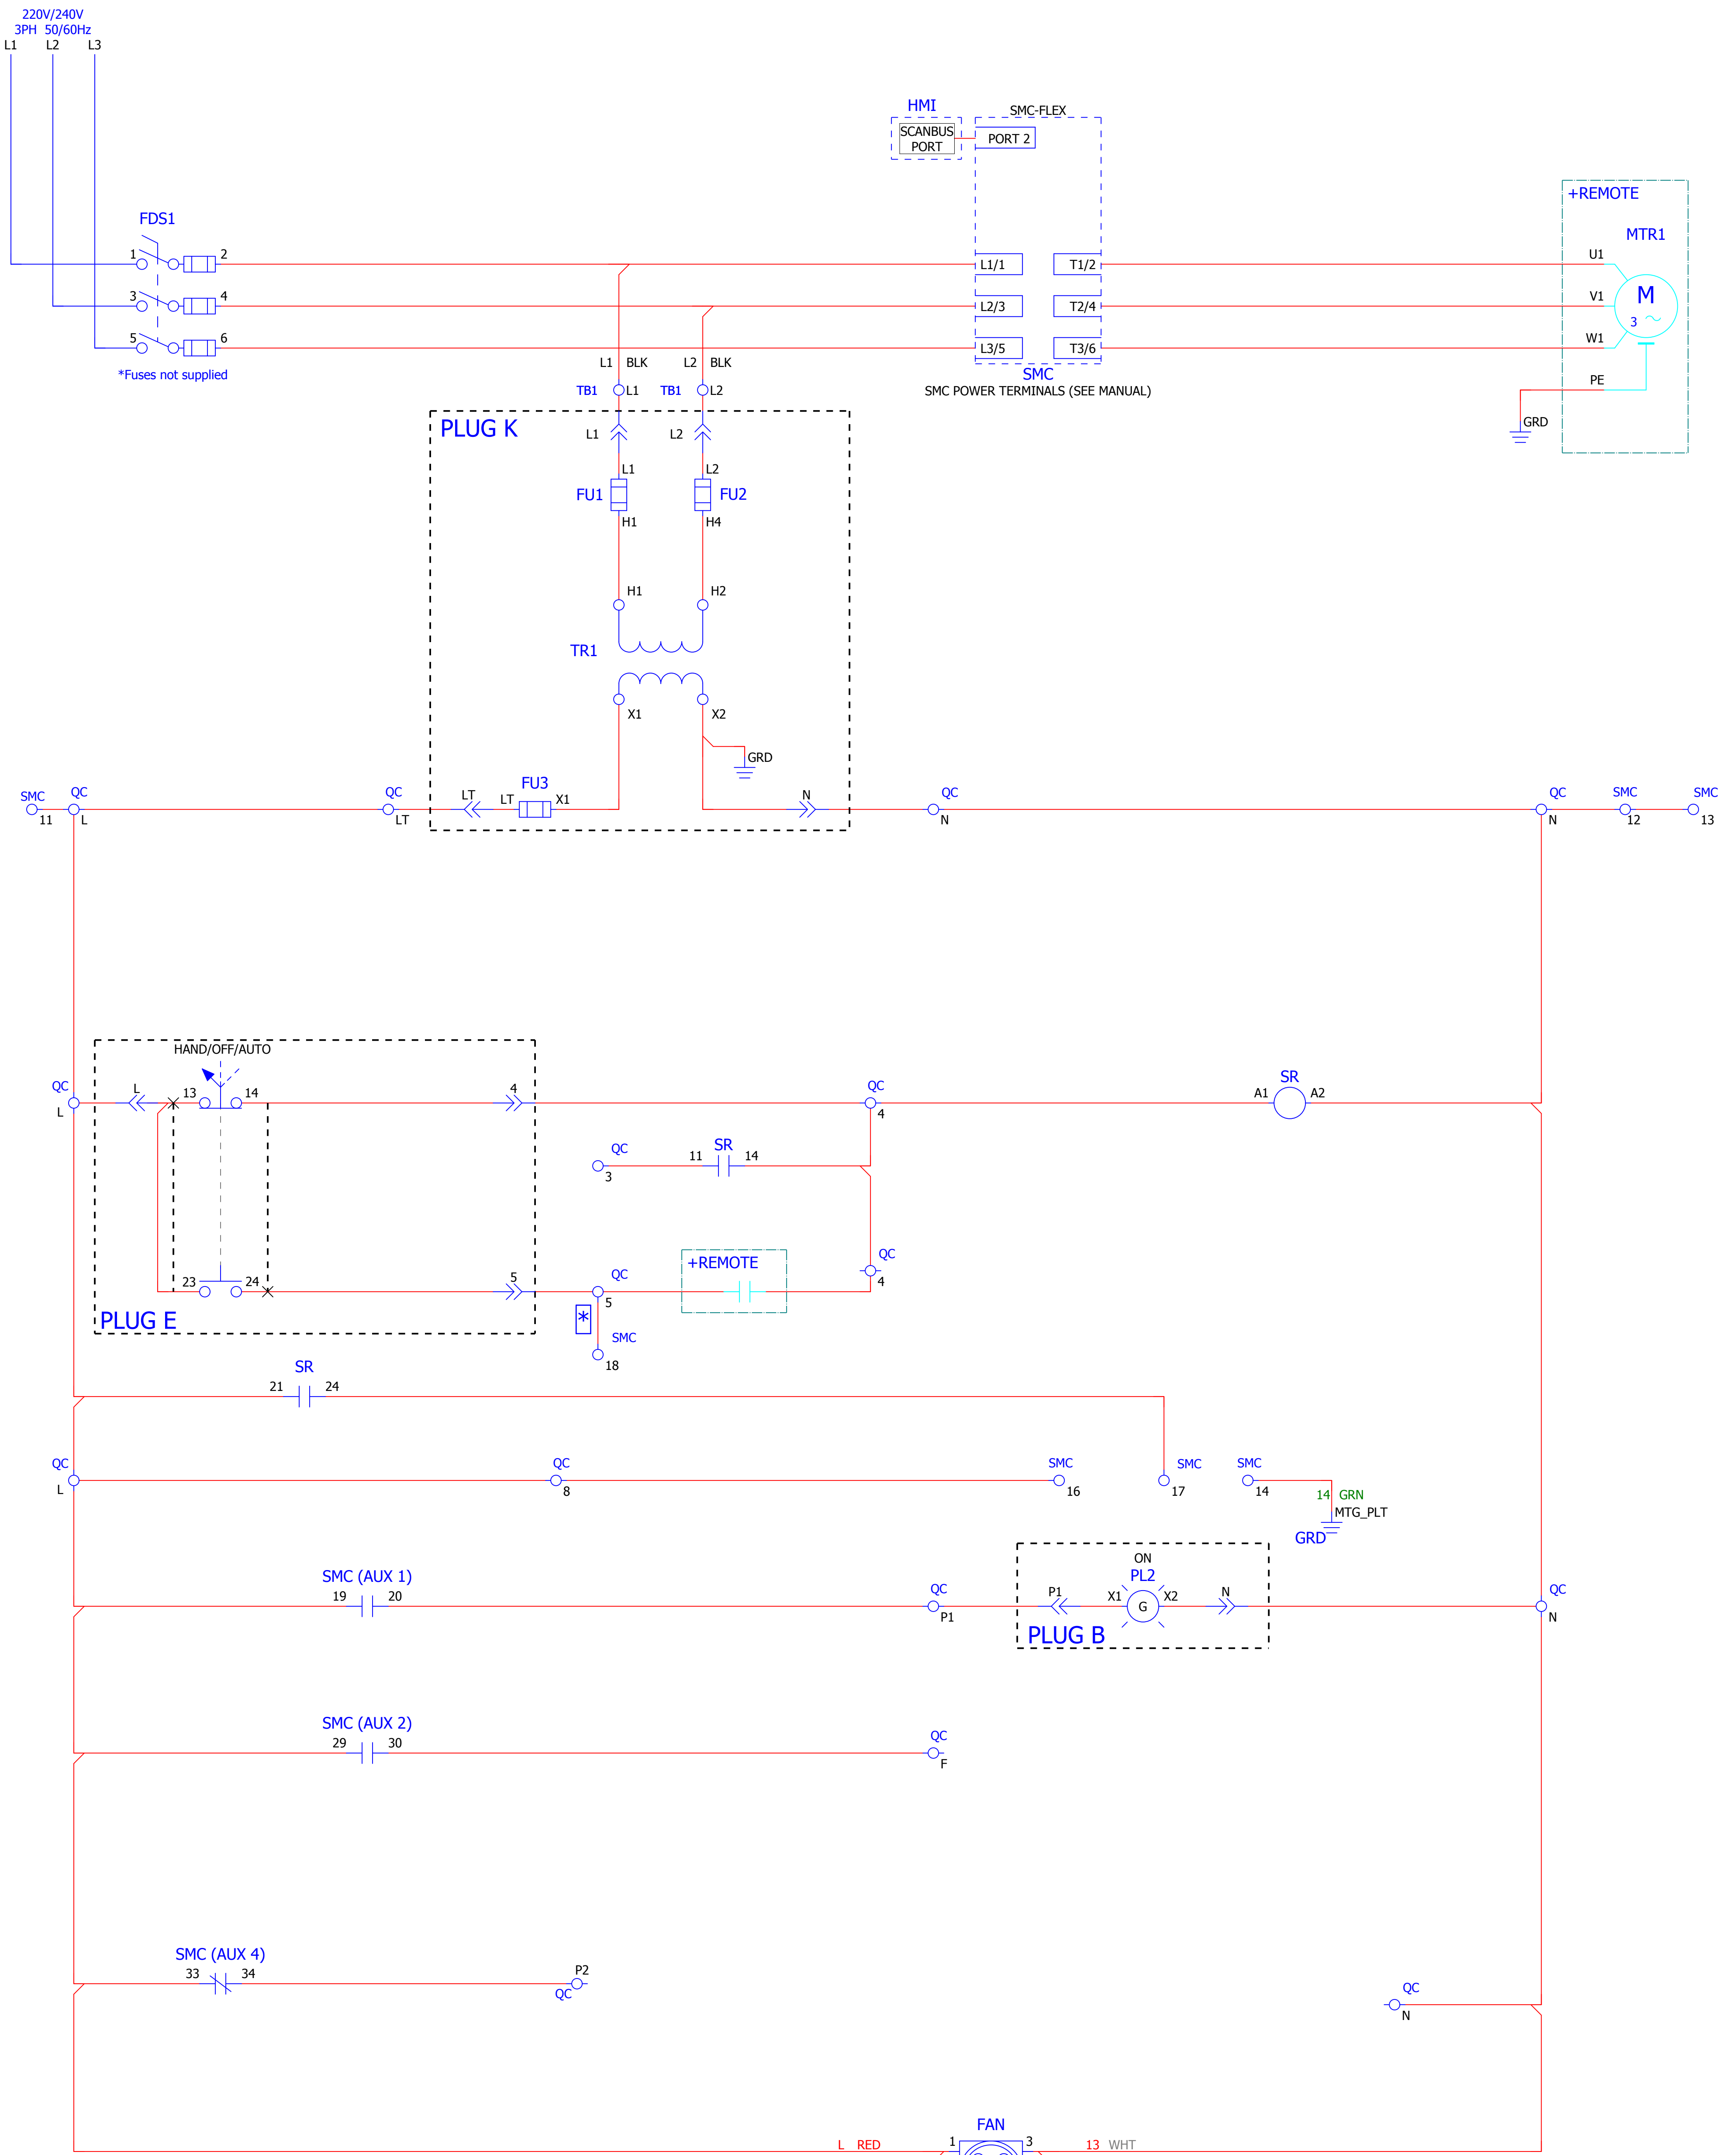 220V/240V
3PH 50/60Hz
L1 L2 L3
HMI
SCANBUS
PORT
SMC-FLEX
PORT 2
+REMOTE
MTR1
FDS1
1 2
3 4
5 6
*Fuses not supplied
L1/1 T1/2
L2/3 T2/4
L3/5 T3/6
SMC
SMC POWER TERMINALS (SEE MANUAL)
U1
V1
W1
PE
M
3
GRD
L1 BLK L2 BLK
TB1 L1 TB1 L2
PLUG K
L1 L2
L1 L2
FU1 FU2
H1 H4
H1 H2
TR1
X1 X2
GRD
SMC QC QC LT LT FU3 X1 N QC QC SMC SMC
11 L LT N N 12 13
HAND/OFF/AUTO
QC L 13 14 4 QC SR
L 4 A1 A2
QC 11 SR 14
3
+REMOTE
QC
4
23 24 5 QC
5
PLUG E
*
SMC
18
SR
21 24
QC QC SMC SMC SMC
L 8 16 17 14
14 GRN
MTG_PLT
GRD
SMC (AUX 1)
19 20
QC
P1
ON
PL2
P1 X1 G X2 N
PLUG B
QC
N
SMC (AUX 2)
29 30
QC
F
SMC (AUX 4)
33 34
P2
QC
QC
N
FAN
L RED 1 3 13 WHT